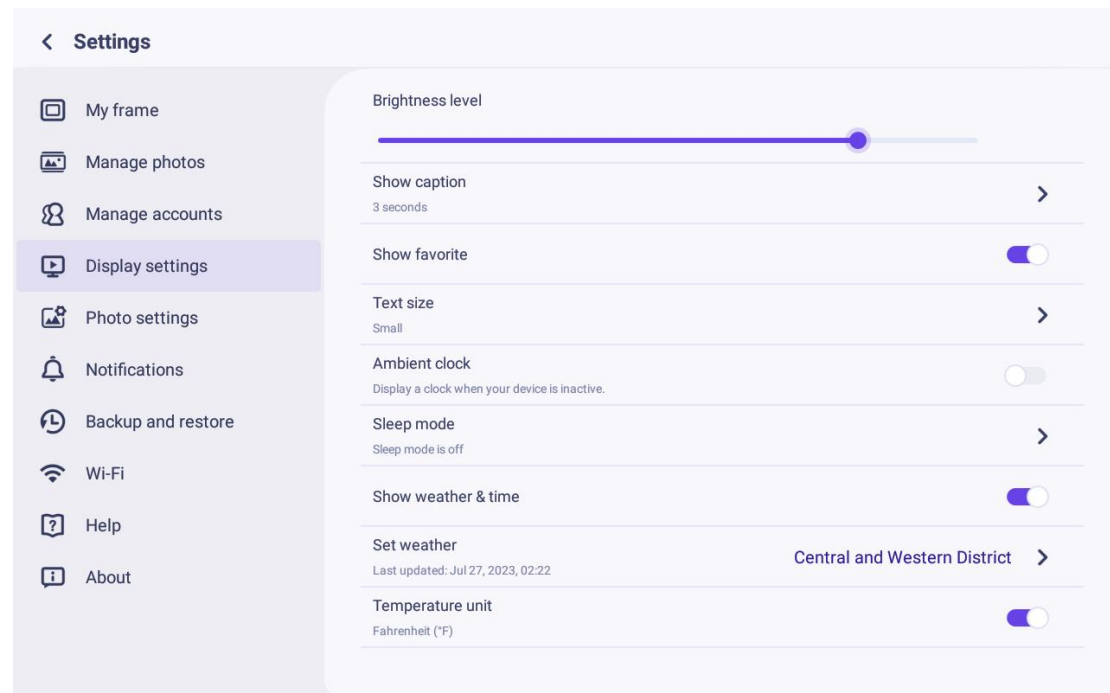 Settings
My frame
Manage photos
Manage accounts
Display settings
Photo settings
Notifications
Backup and restore
Wi-Fi
Help
About
Brightness level
Show caption
3 seconds
Show favorite
Text size
Small
Ambient clock
Display a clock when your device is inactive.
Sleep mode
Sleep mode is off
Show weather & time
Set weather
Last updated: Jul 27, 2023, 02:22
Central and Western District
Temperature unit
Fahrenheit (°F)